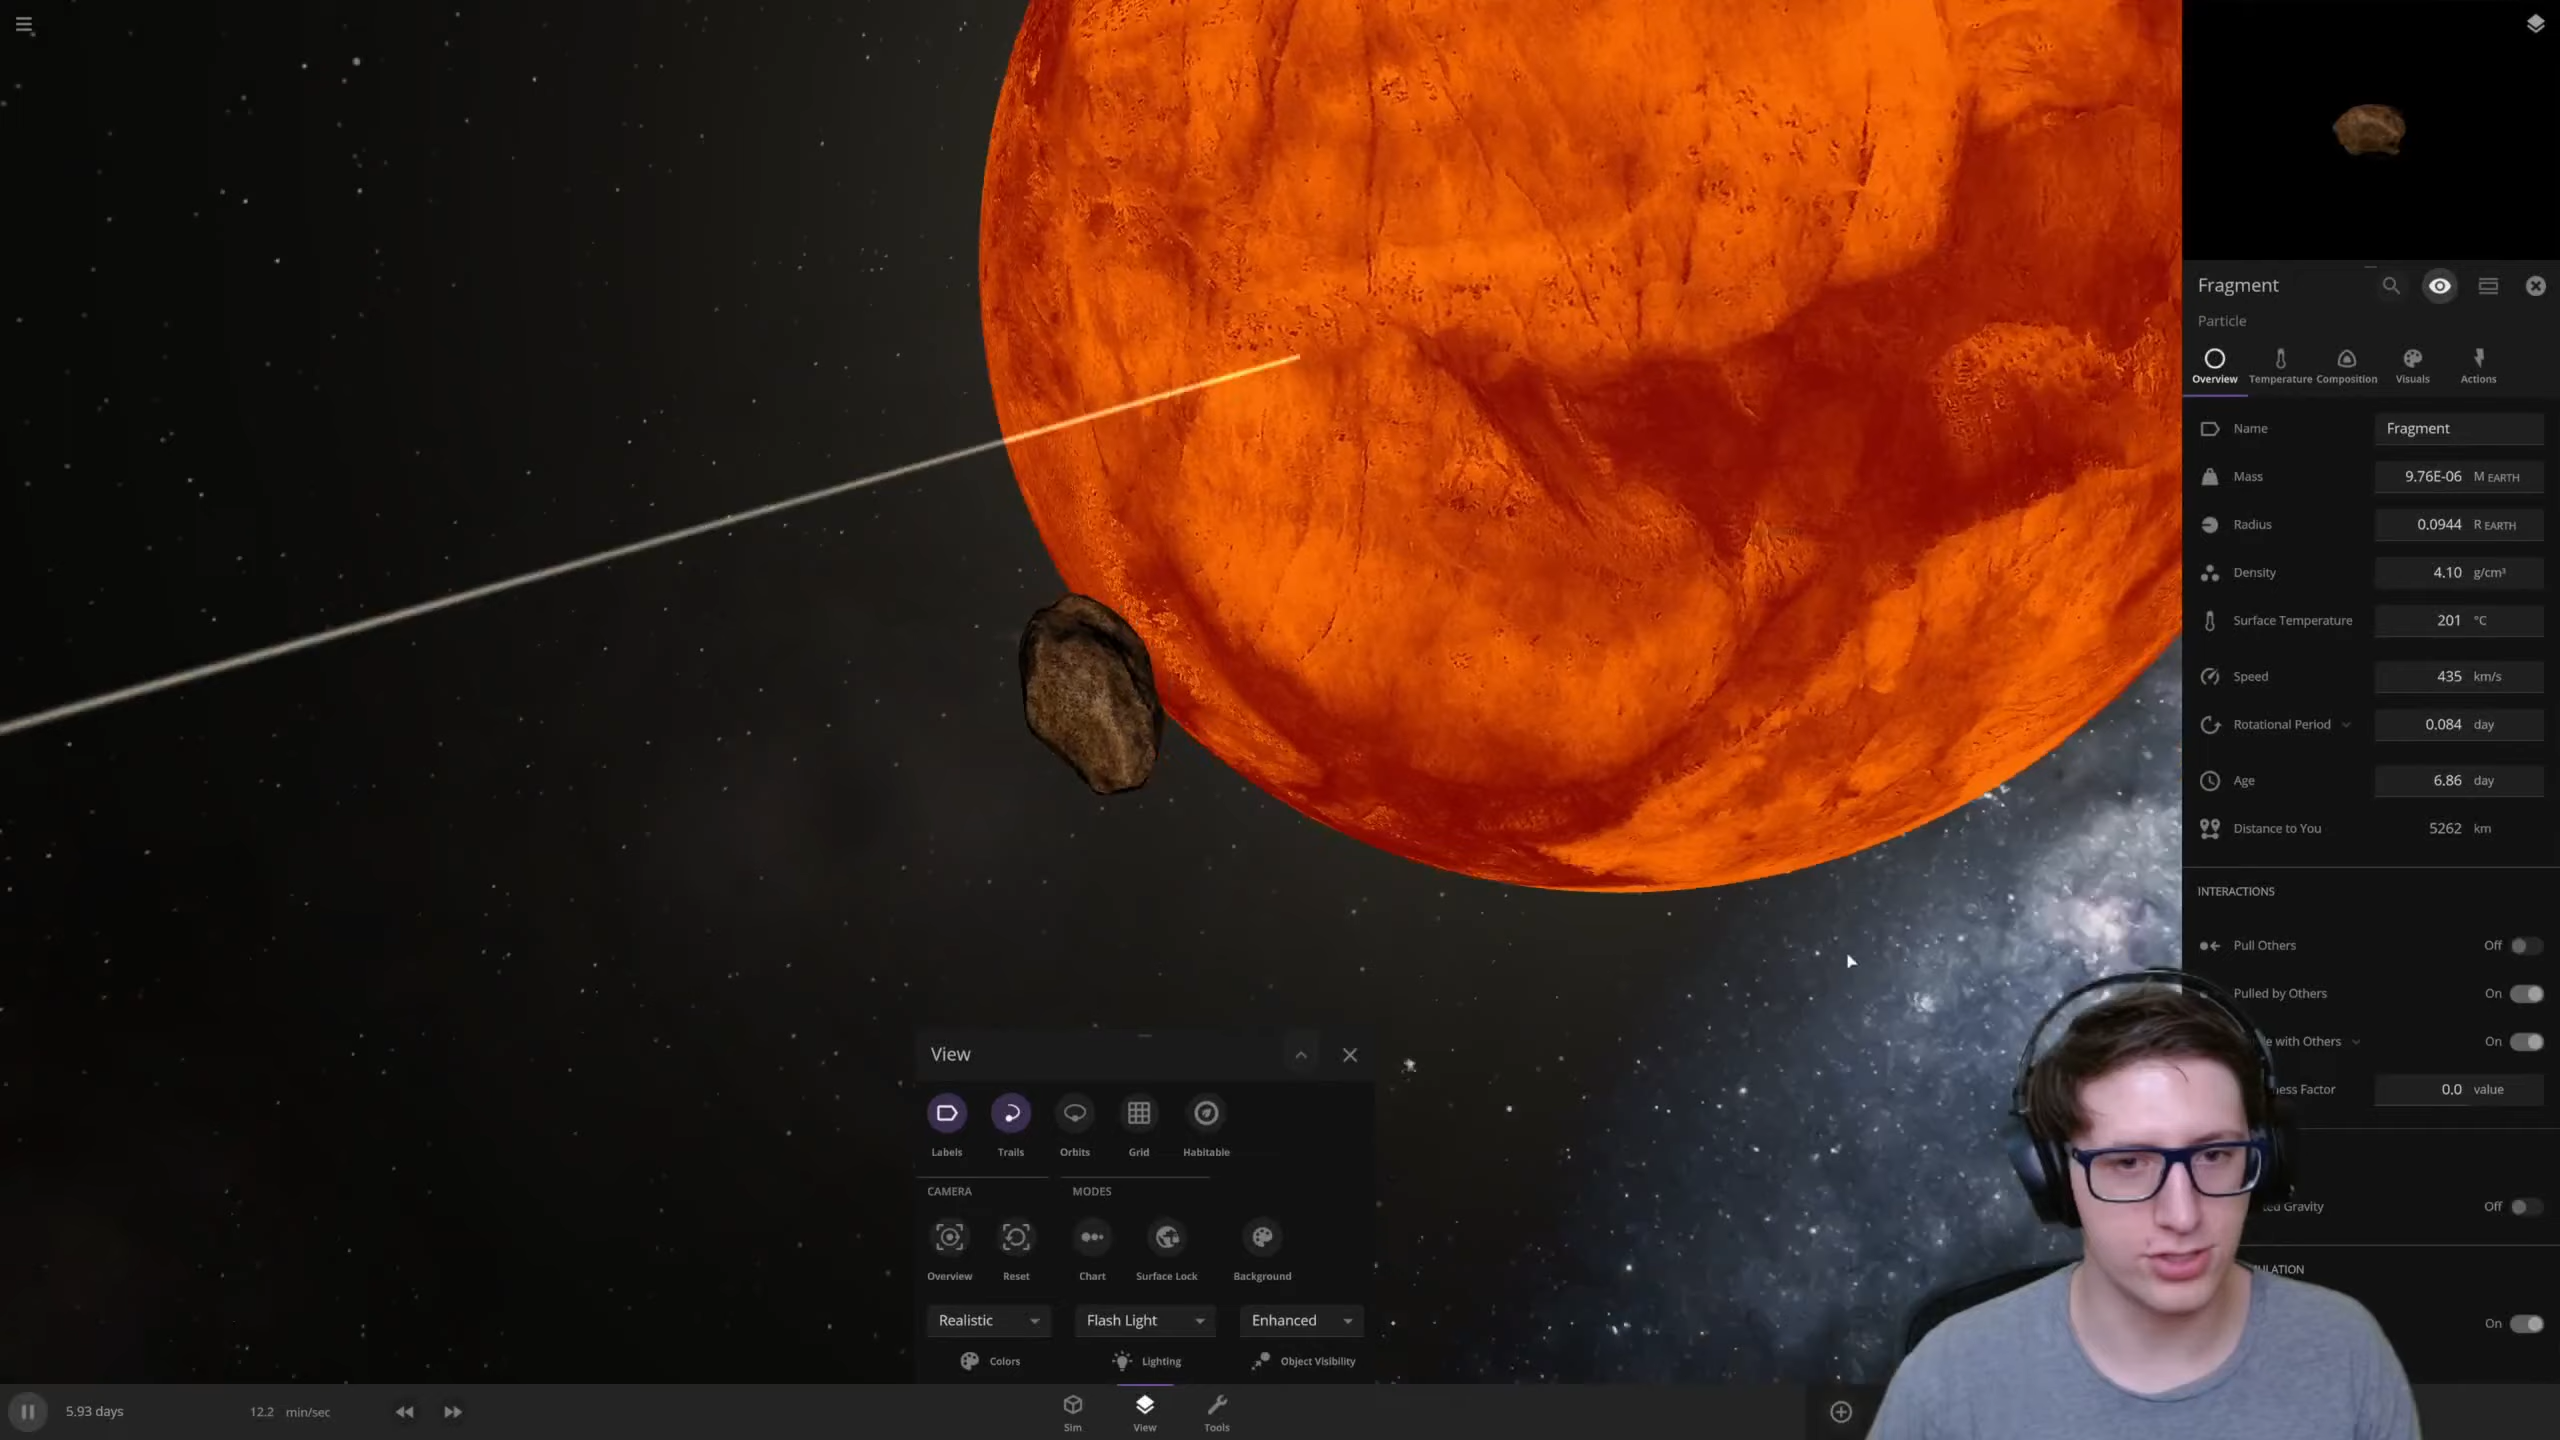 Fragment
Particle
Overview
Temperature
Composition
Visuals
Actions
Name Fragment
Mass 9.76E-06 M EARTH
Radius 0.0944 R EARTH
Density 4.10 g/cm³
Surface Temperature 201 °C
Speed 435 km/s
Rotational Period 0.084 day
Age 6.86 day
Distance to You 5262 km
INTERACTIONS
Pull Others Off
Pulled by Others On
with Others On
Factor 0.0 value
Gravity Off
On
View
Labels
Trails
Orbits
Grid
Habitable
CAMERA
MODES
Overview
Reset
Chart
Surface Lock
Background
Realistic
Flash Light
Enhanced
Colors
Lighting
Object Visibility
5.93 days
12.2 min/sec
Sim
View
Tools